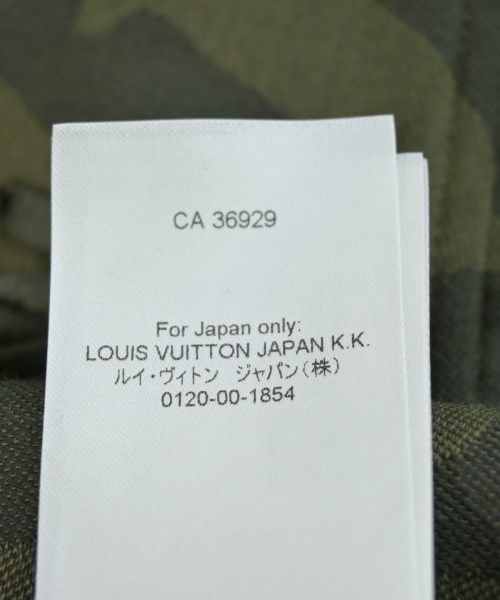 CA 36929
For Japan only:
LOUIS VUITTON JAPAN K.K.
ルイ・ヴィトン　ジャパン(株)
0120-00-1854